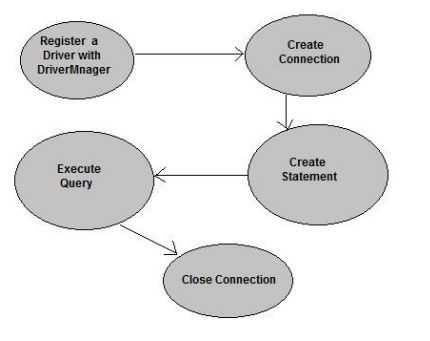 Register a
Driver with
DriverMnager
Create
Connection
Create
Statement
Execute
Query
Close Connection